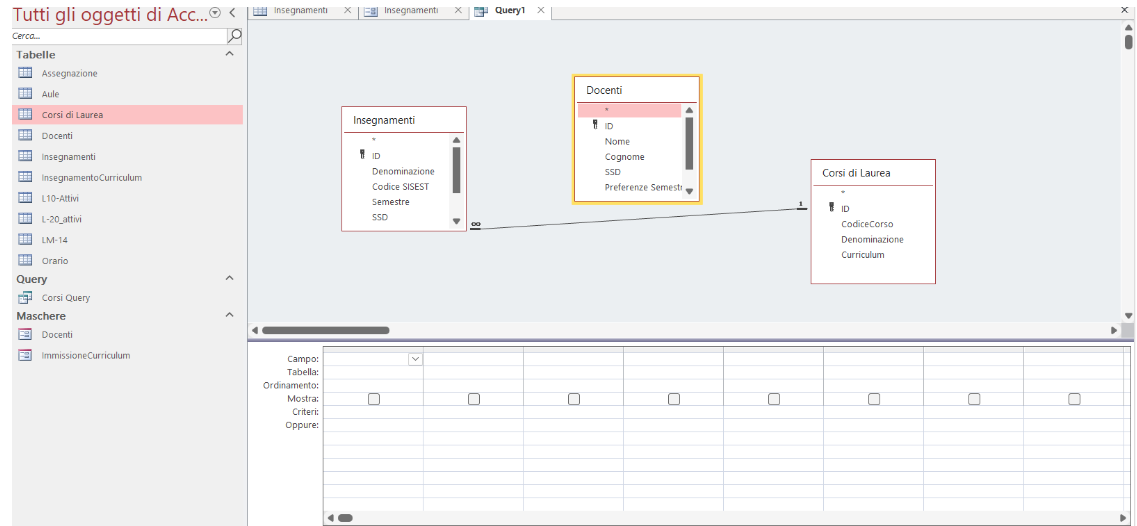 Tutti gli oggetti di Acc...
Cerca...
Tabelle
Assegnazione
Aule
Corsi di Laurea
Docenti
Insegnamenti
InsegnamentoCurriculum
L10-Attivi
L-20_attivi
LM-14
Orario
Query
Corsi Query
Maschere
Docenti
ImmissioneCurriculum
Insegnamenti
Insegnamenti
Query1
Insegnamenti
*
ID
Denominazione
Codice SISEST
Semestre
SSD
∞
Docenti
*
ID
Nome
Cognome
SSD
Preferenze Semestr
1
Corsi di Laurea
*
ID
CodiceCorso
Denominazione
Curriculum
Campo:
Tabella:
Ordinamento:
Mostra:
Criteri:
Oppure: